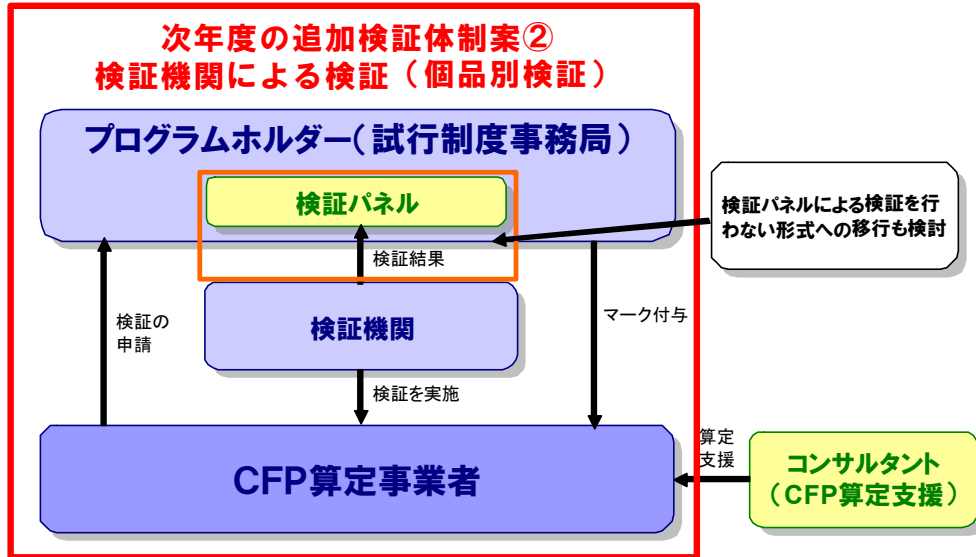 次年度の追加検証体制案②
検証機関による検証（個品別検証）
プログラムホルダー（試行制度事務局）
検証パネル
検証パネルによる検証を行
わない形式への移行も検討
検証結果
検証の
申請
検証機関
マーク付与
検証を実施
算定
支援
CFP算定事業者
コンサルタント
（CFP算定支援）